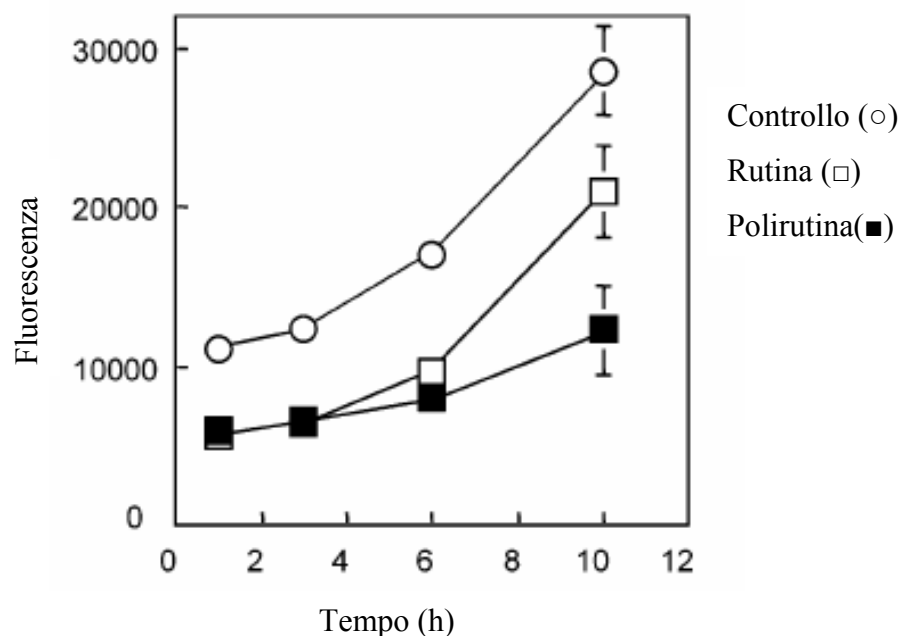 30000
20000
10000
0
Fluorescenza
0 2 4 6 8 10 12
Tempo (h)
Controllo (○)
Rutina (□)
Polirutina(■)